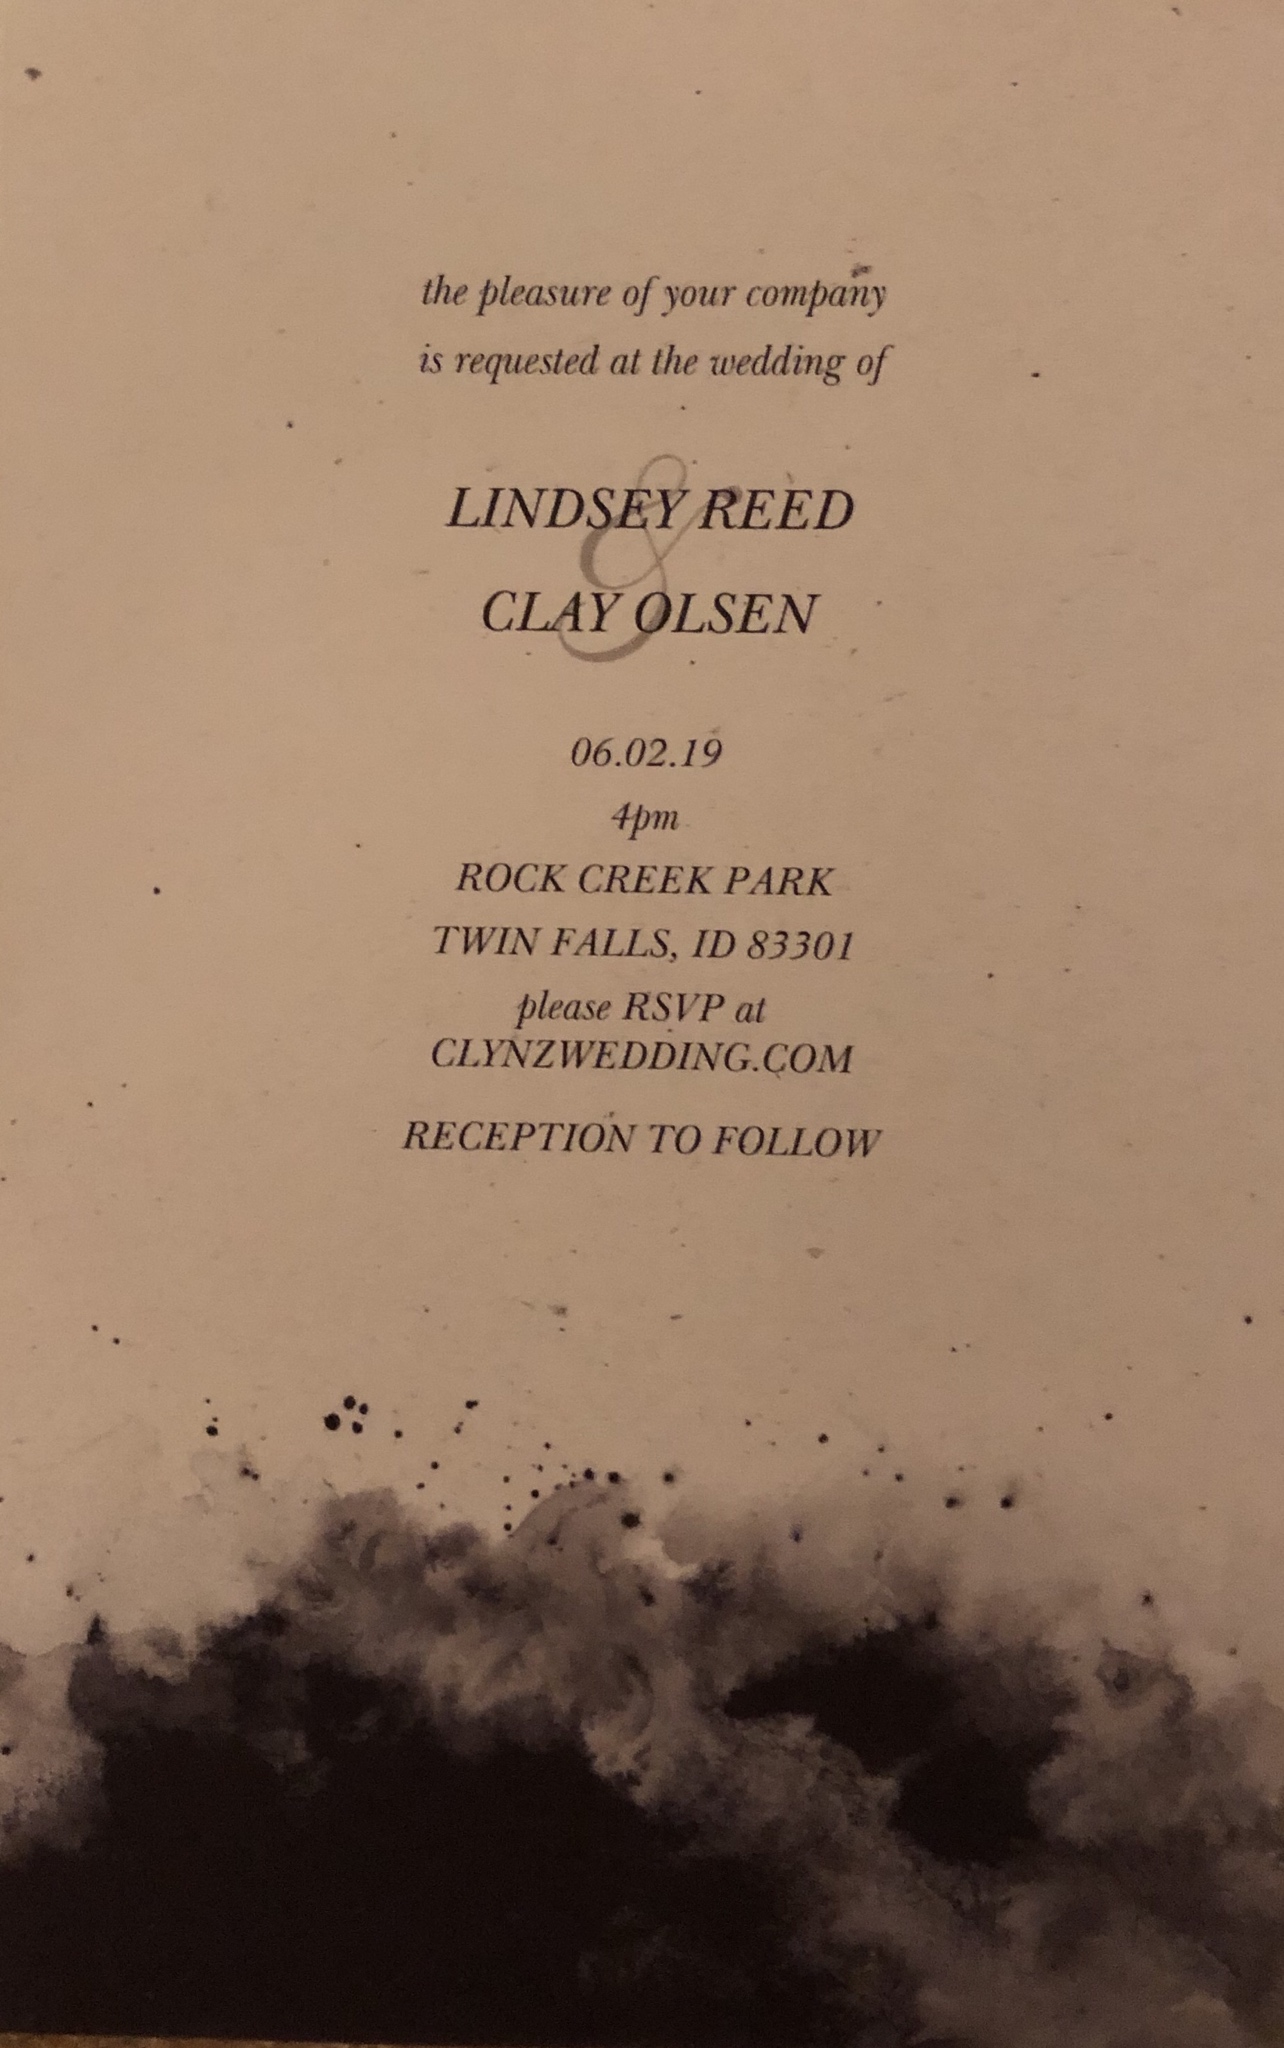 the pleasure of your company
is requested at the wedding of
LINDSEY REED
&
CLAY OLSEN
06.02.19
4pm
ROCK CREEK PARK
TWIN FALLS, ID 83301
please RSVP at
CLYNZWEDDING.COM
RECEPTION TO FOLLOW